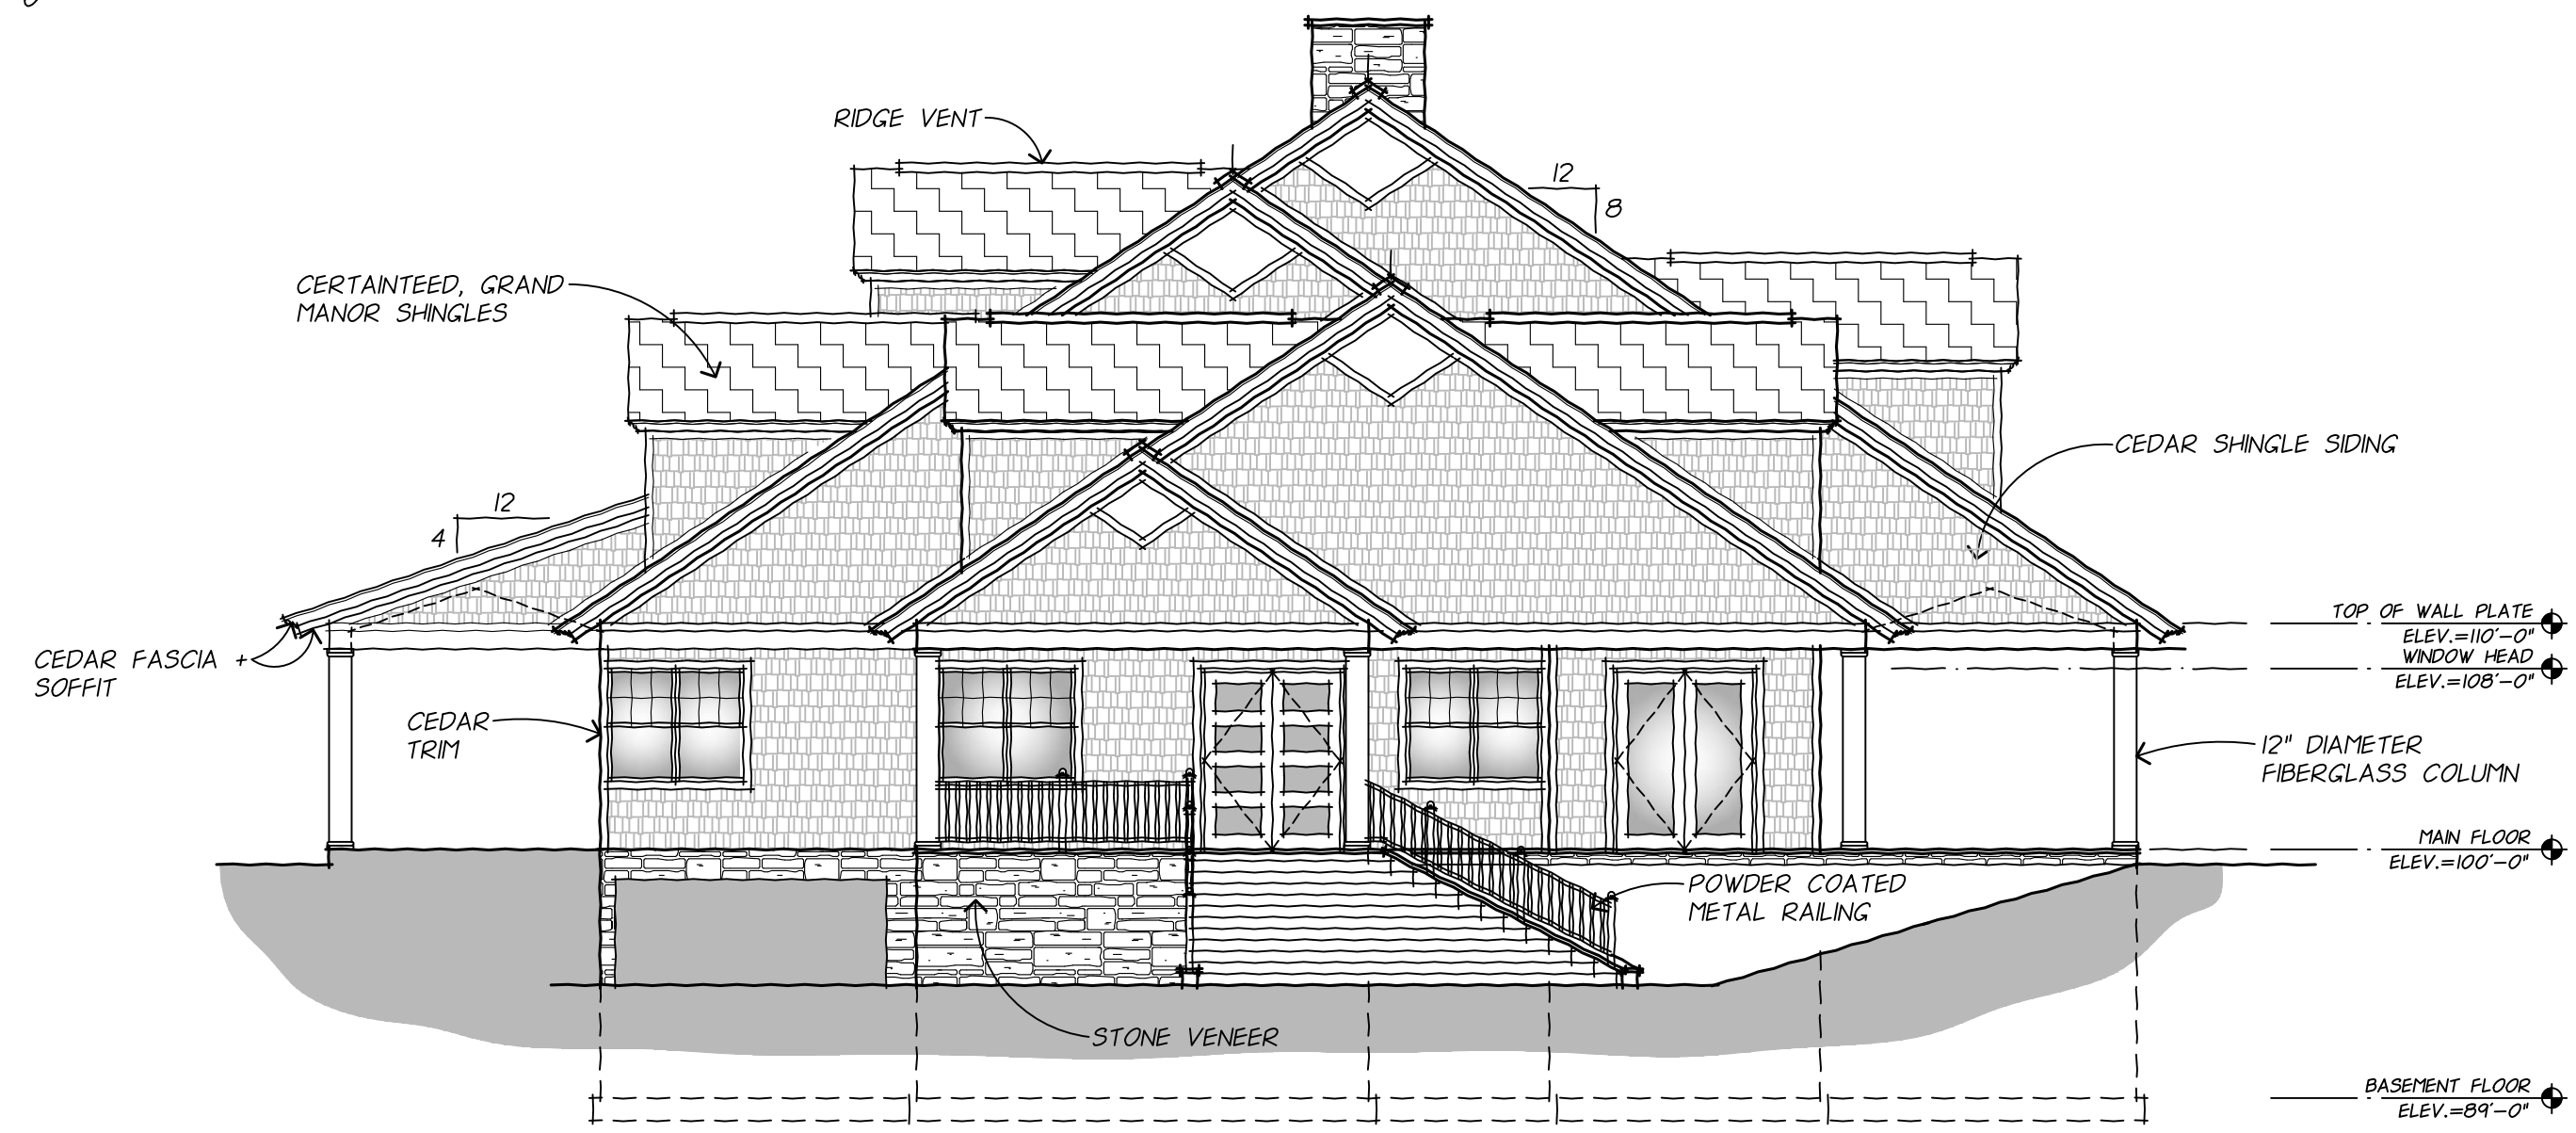 RIDGE VENT
12
8
CERTAINTEED, GRAND
MANOR SHINGLES
CEDAR SHINGLE SIDING
12
4
TOP OF WALL PLATE
ELEV.=110'-0"
CEDAR FASCIA +
SOFFIT
WINDOW HEAD
ELEV.=108'-0"
CEDAR
TRIM
12" DIAMETER
FIBERGLASS COLUMN
MAIN FLOOR
ELEV.=100'-0"
POWDER COATED
METAL RAILING
STONE VENEER
BASEMENT FLOOR
ELEV.=89'-0"